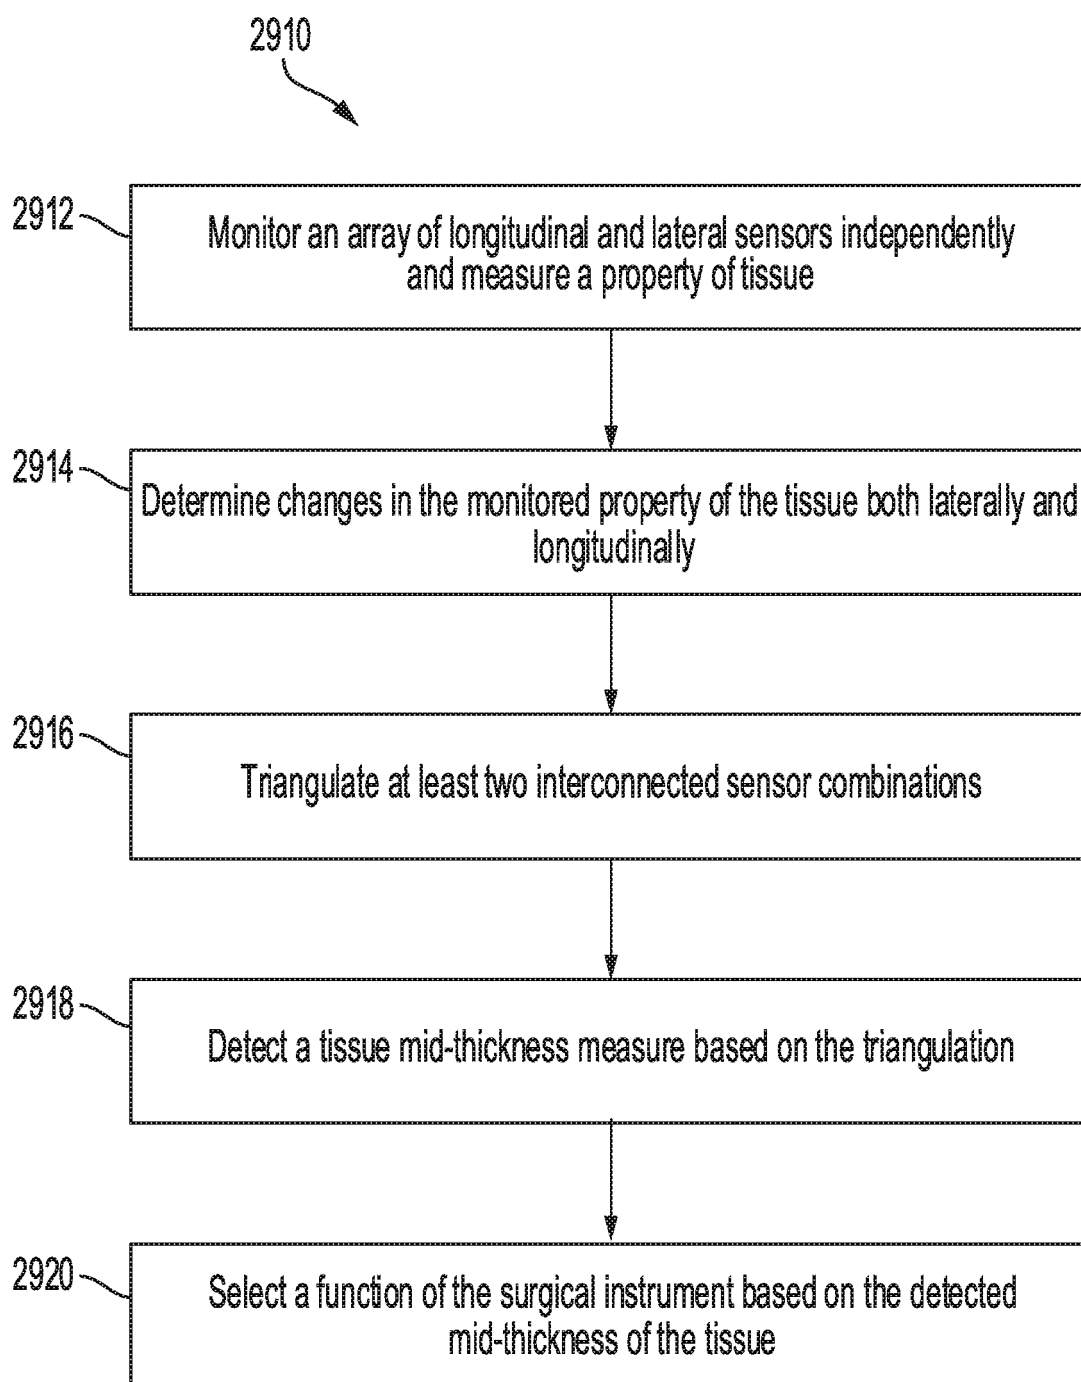 2910
2912
Monitor an array of longitudinal and lateral sensors independently
and measure a property of tissue
2914
Determine changes in the monitored property of the tissue both laterally and
longitudinally
2916
Triangulate at least two interconnected sensor combinations
2918
Detect a tissue mid-thickness measure based on the triangulation
2920
Select a function of the surgical instrument based on the detected
mid-thickness of the tissue